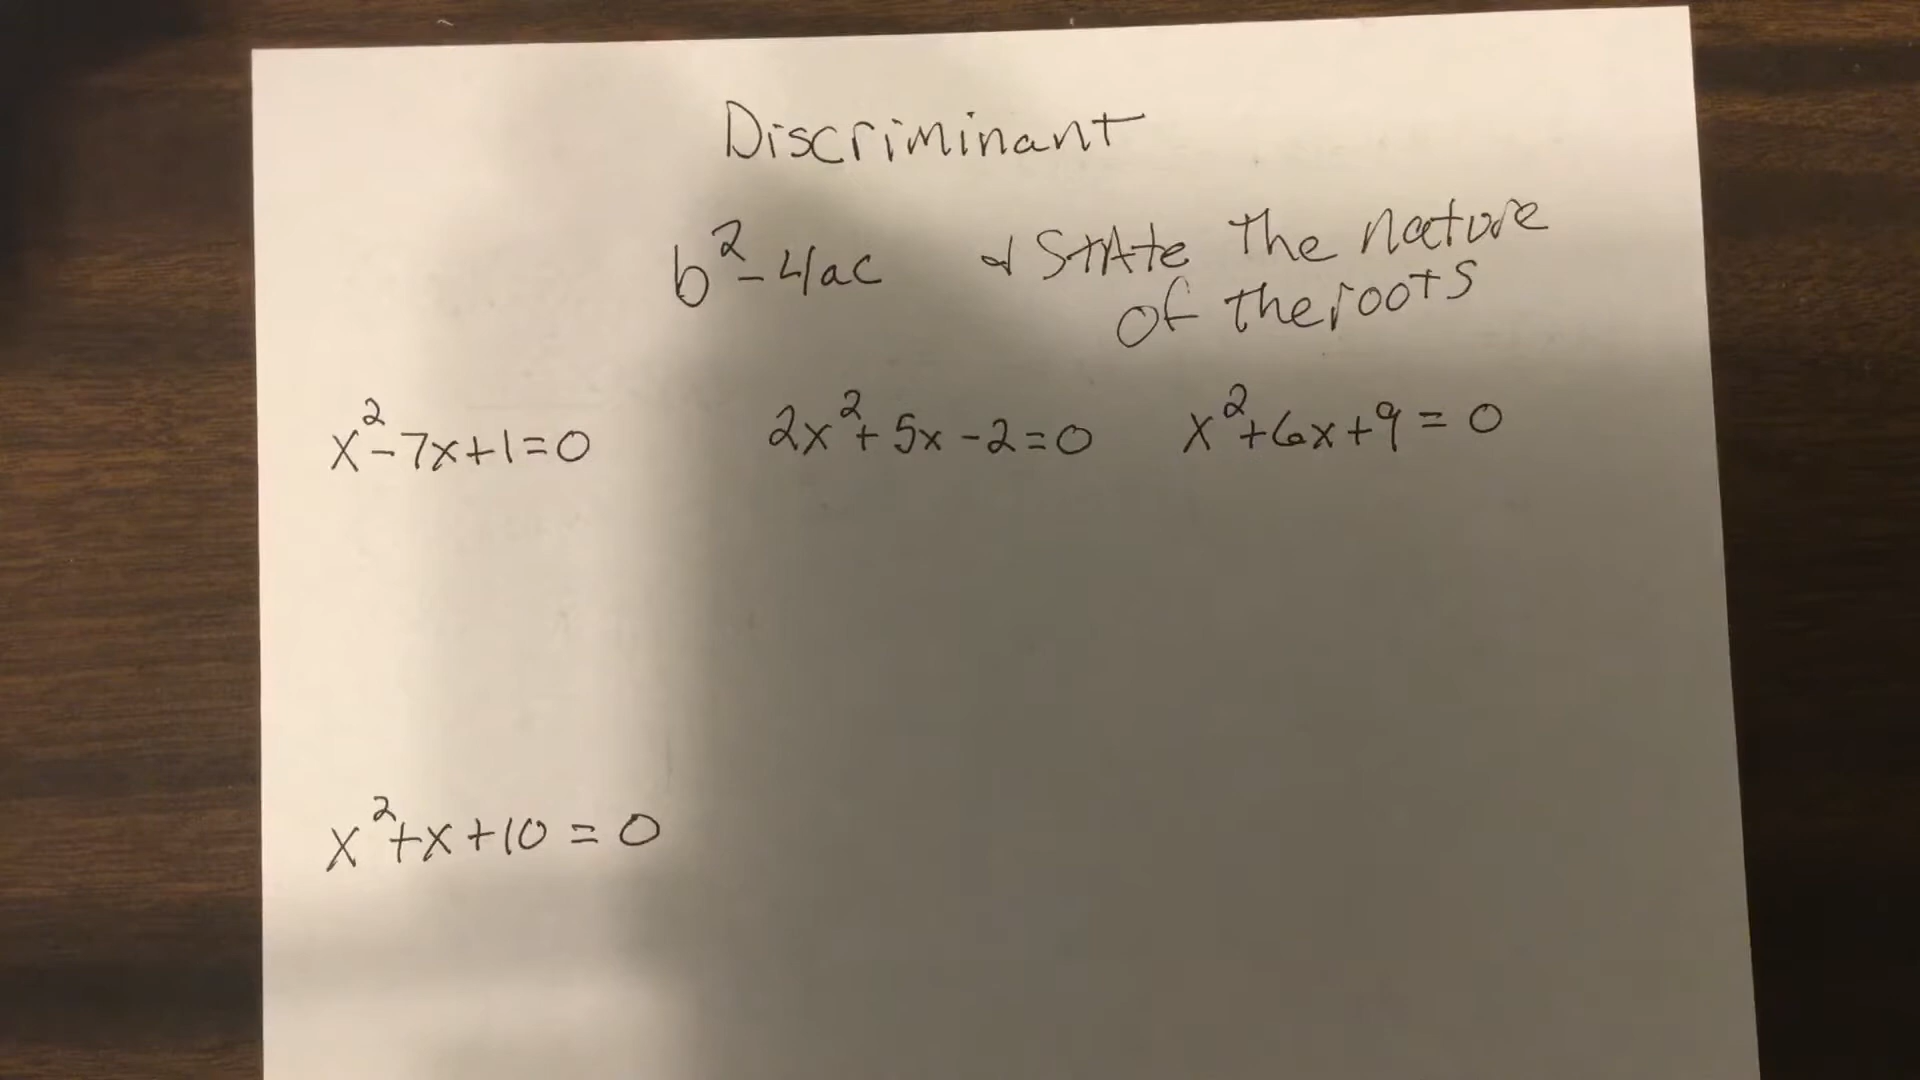 Discriminant
b²-4ac & StAte the nature
of the roots
x²-7x+1=0 2x²+5x-2=0 x²+6x+9=0
x²+x+10=0